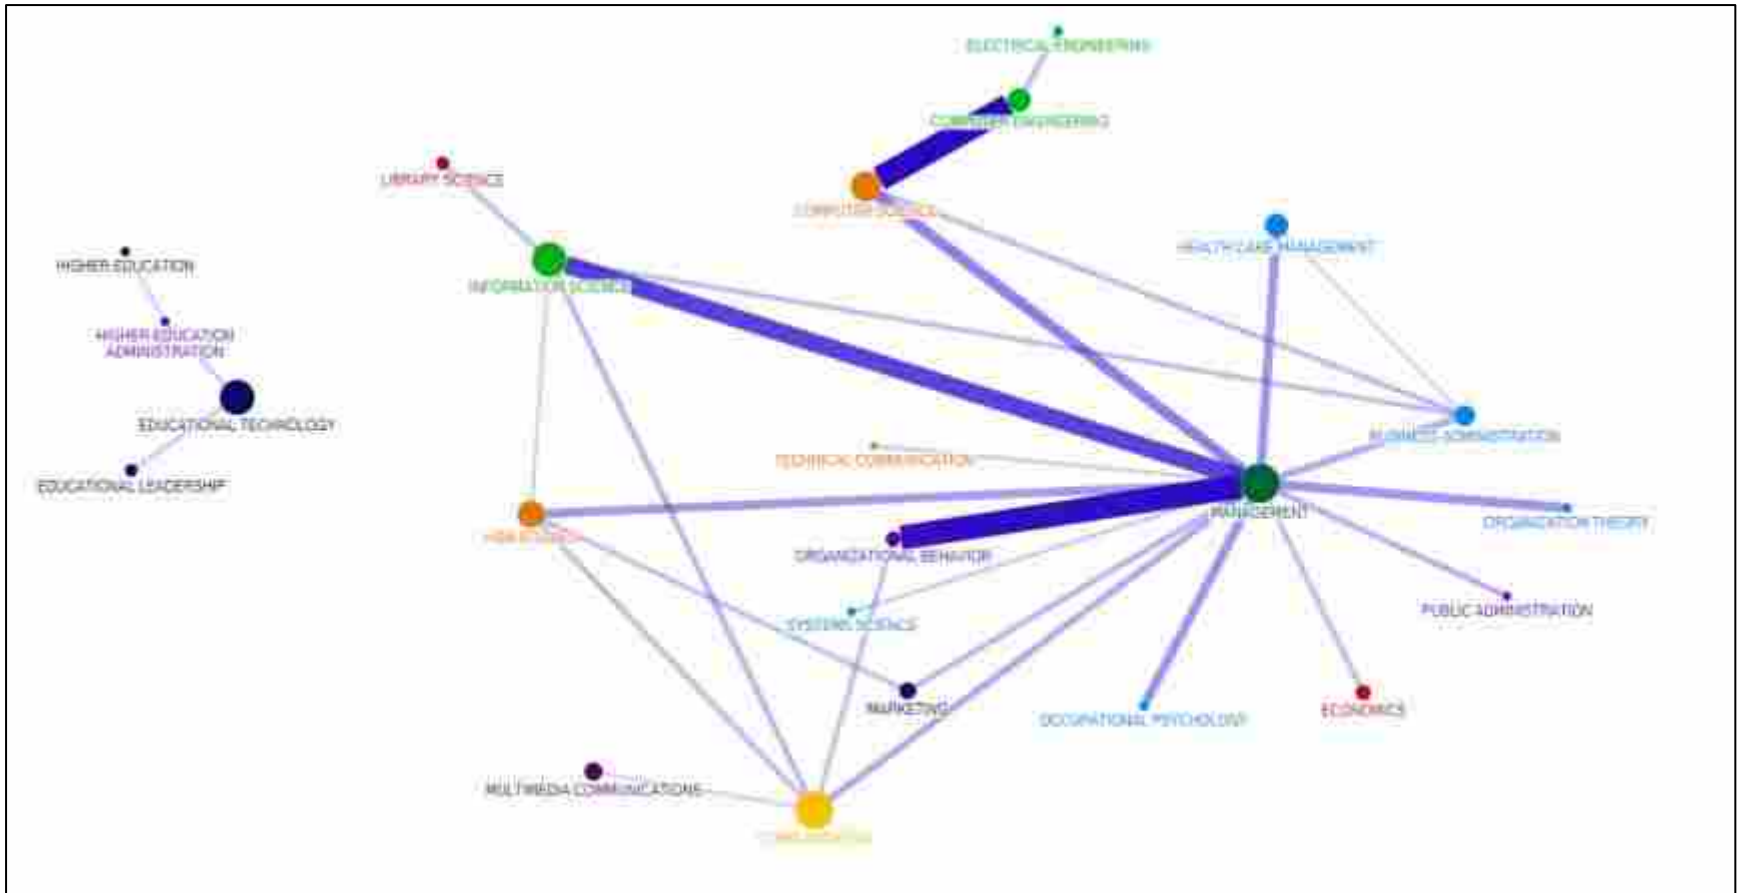 ELECTRICAL ENGINEERING
COMPUTER ENGINEERING
LIBRARY SCIENCE
COMPUTER SCIENCE
HEALTH CARE MANAGEMENT
HIGHER EDUCATION
INFORMATION SCIENCE
HIGHER EDUCATION
ADMINISTRATION
EDUCATIONAL TECHNOLOGY
BUSINESS ADMINISTRATION
TECHNICAL COMMUNICATION
EDUCATIONAL LEADERSHIP
MANAGEMENT
ORGANIZATION THEORY
ORGANIZATIONAL BEHAVIOR
PUBLIC ADMINISTRATION
SYSTEMS SCIENCE
MARKETING
OCCUPATIONAL PSYCHOLOGY
ECONOMICS
MULTIMEDIA COMMUNICATIONS